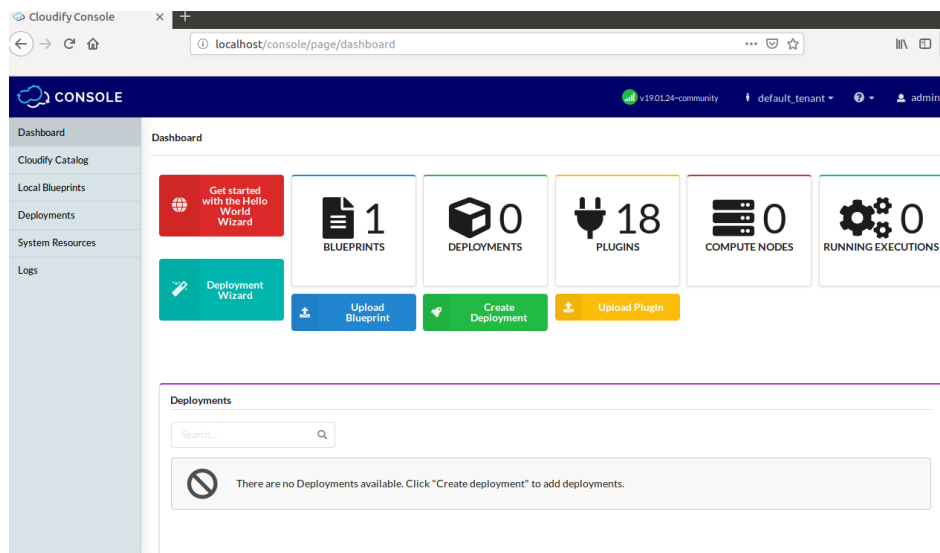 Cloudify Console
localhost/console/page/dashboard
CONSOLE
v19.01.24~community
default_tenant
admin
Dashboard
Cloudify Catalog
Local Blueprints
Deployments
System Resources
Logs
Dashboard
Get started
with the Hello
World
Wizard
Deployment
Wizard
1
BLUEPRINTS
Upload
Blueprint
0
DEPLOYMENTS
Create
Deployment
18
PLUGINS
Upload Plugin
0
COMPUTE NODES
0
RUNNING EXECUTIONS
Deployments
Search...
There are no Deployments available. Click "Create deployment" to add deployments.